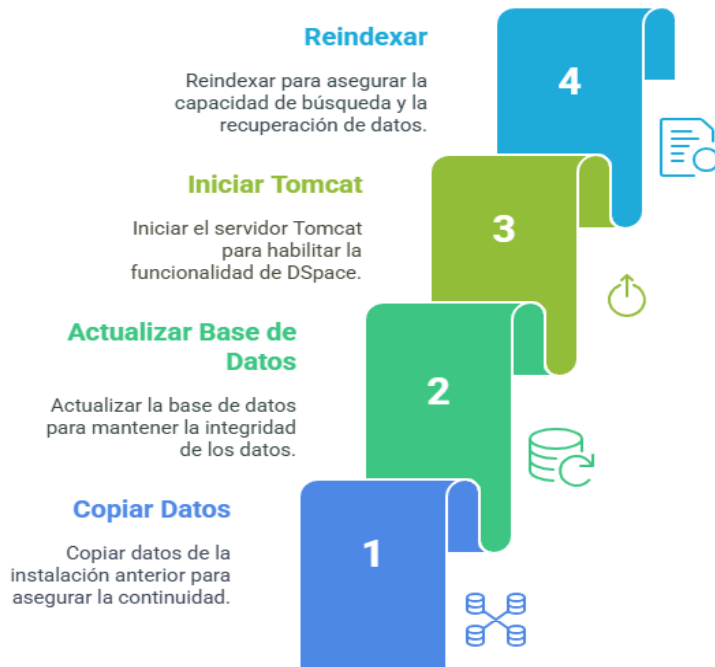 Reindexar
4
Reindexar para asegurar la
capacidad de búsqueda y la
recuperación de datos.
Iniciar Tomcat
3
Iniciar el servidor Tomcat
para habilitar la
funcionalidad de DSpace.
Actualizar Base de
Datos
2
Actualizar la base de datos
para mantener la integridad
de los datos.
Copiar Datos
1
Copiar datos de la
instalación anterior para
asegurar la continuidad.